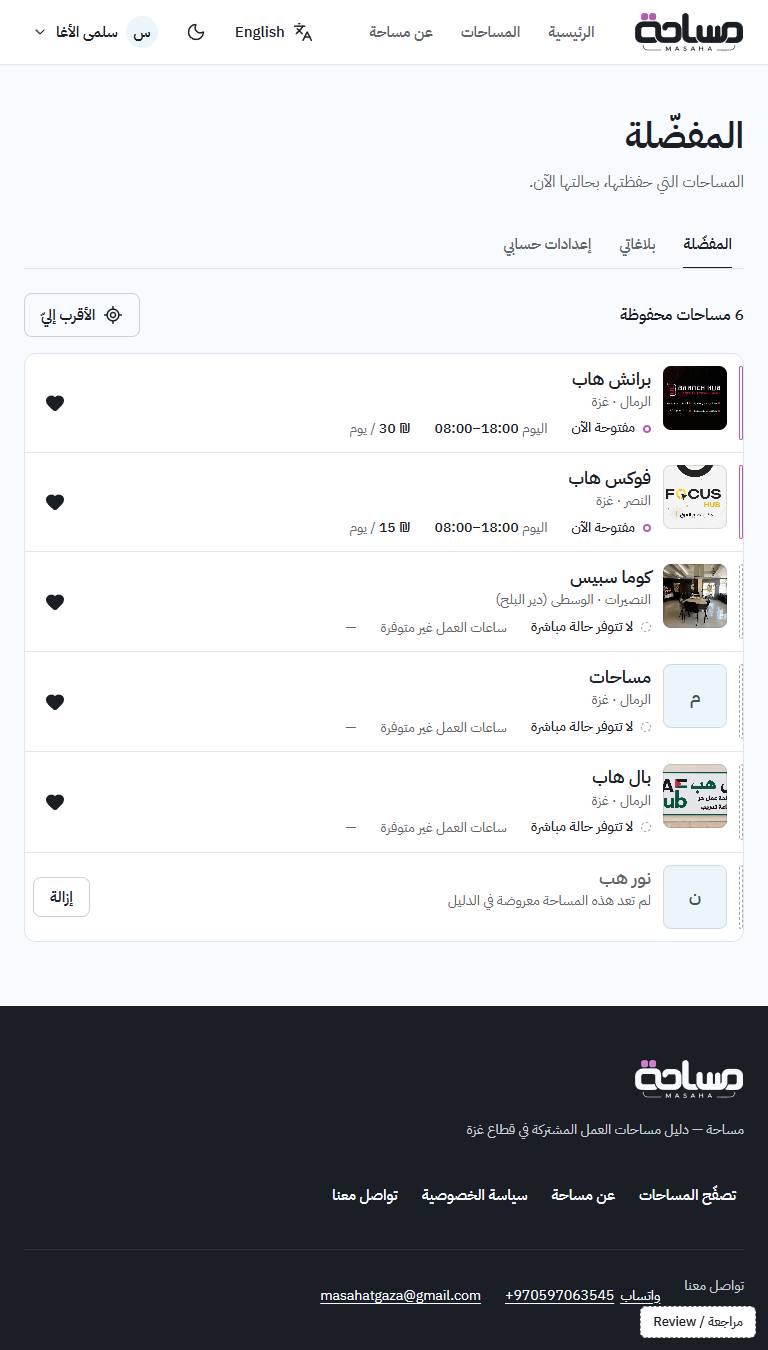 مساحة
MASAHA
الرئيسية
المساحات
عن مساحة
English
س
سلمى الأغا
المفضّلة
المساحات التي حفظتها، بحالتها الآن.
المفضّلة
بلاغاتي
إعدادات حسابي
6 مساحات محفوظة
الأقرب إليّ
BRANCH HUB
برانش هاب
الرمال · غزة
مفتوحة الآن
اليوم 08:00–18:00
₪ 30 / يوم
FOCUS
HUB
فوكس هاب
النصر · غزة
مفتوحة الآن
اليوم 08:00–18:00
₪ 15 / يوم
كوما سبيس
النصيرات · الوسطى (دير البلح)
لا تتوفر حالة مباشرة
ساعات العمل غير متوفرة
—
م
مساحات
الرمال · غزة
لا تتوفر حالة مباشرة
ساعات العمل غير متوفرة
—
هب
ub
بال هاب
الرمال · غزة
لا تتوفر حالة مباشرة
ساعات العمل غير متوفرة
—
ن
نور هب
لم تعد هذه المساحة معروضة في الدليل
إزالة
مساحة
MASAHA
مساحة — دليل مساحات العمل المشتركة في قطاع غزة
تصفّح المساحات
عن مساحة
سياسة الخصوصية
تواصل معنا
تواصل معنا
واتساب
+970597063545
masahatgaza@gmail.com
مراجعة / Review